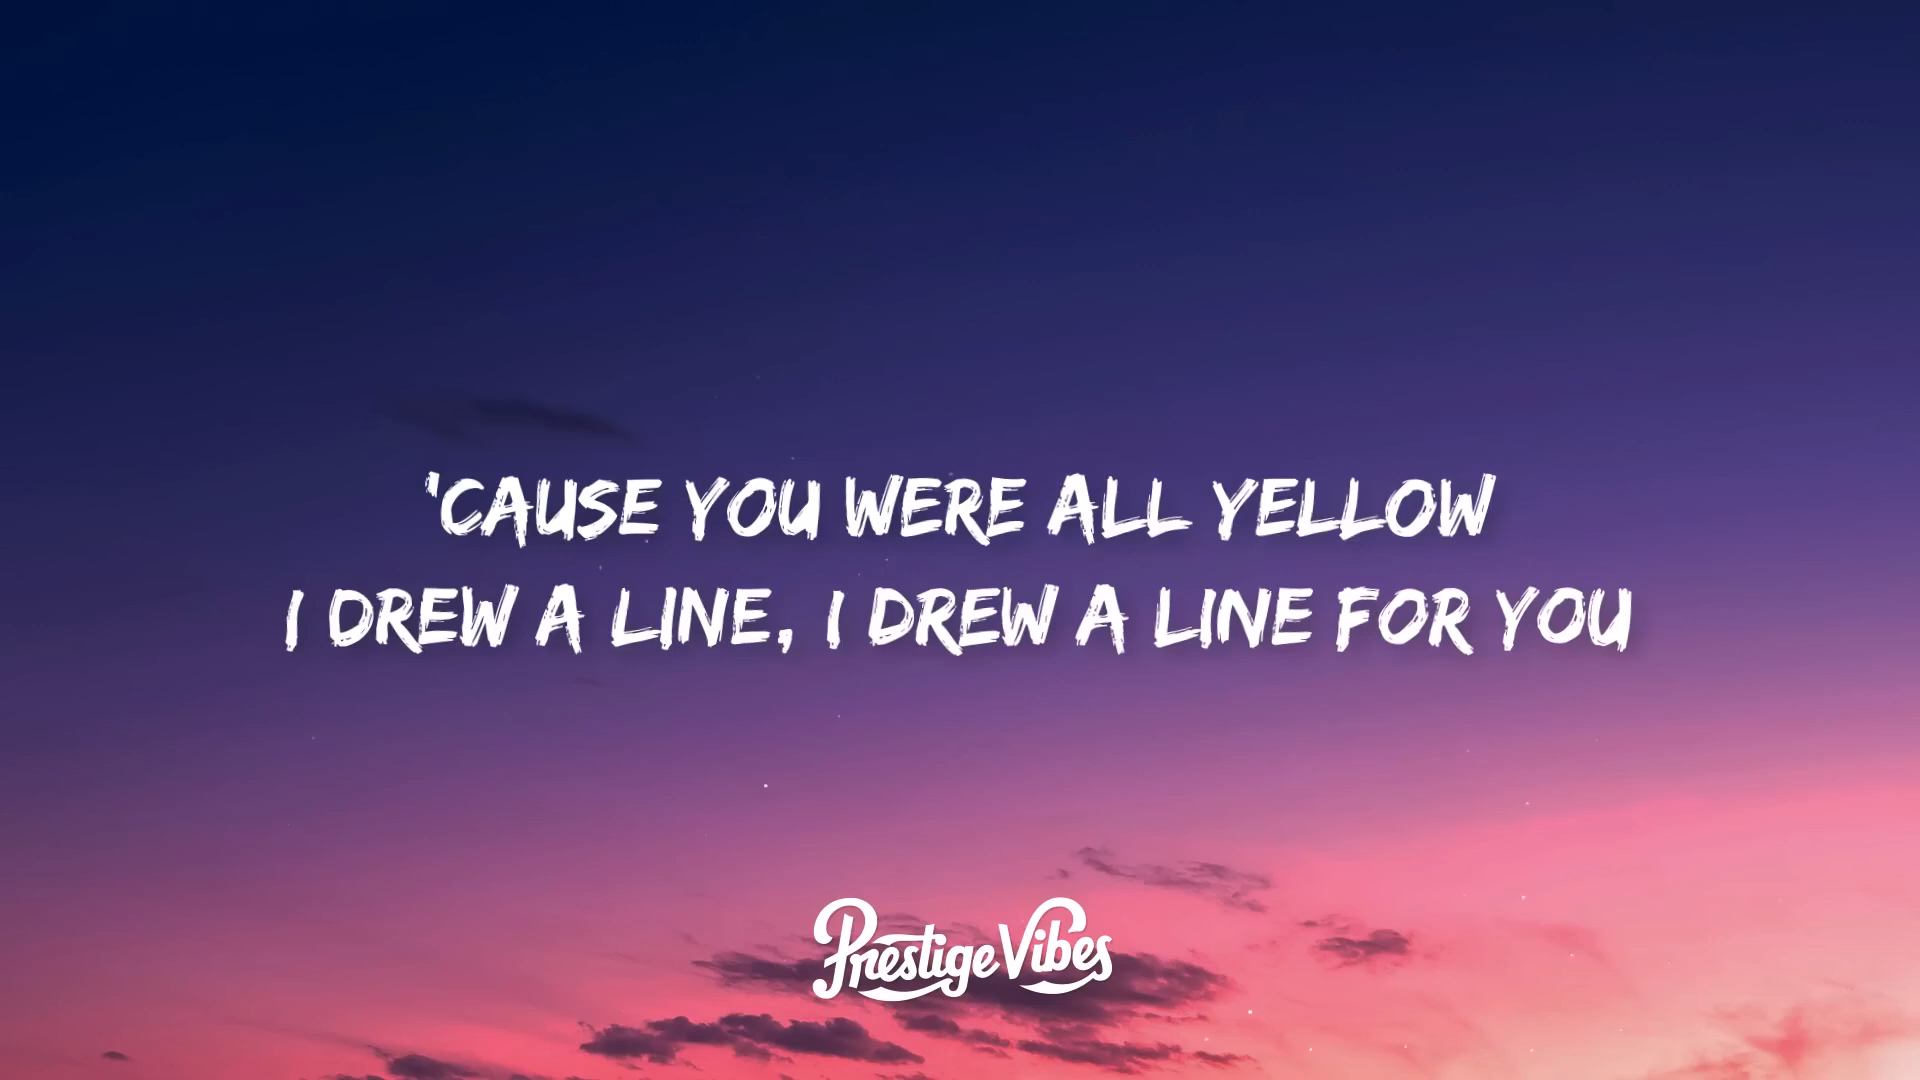 'CAUSE YOU WERE ALL YELLOW
I DREW A LINE, I DREW A LINE FOR YOU
Prestige Vibes